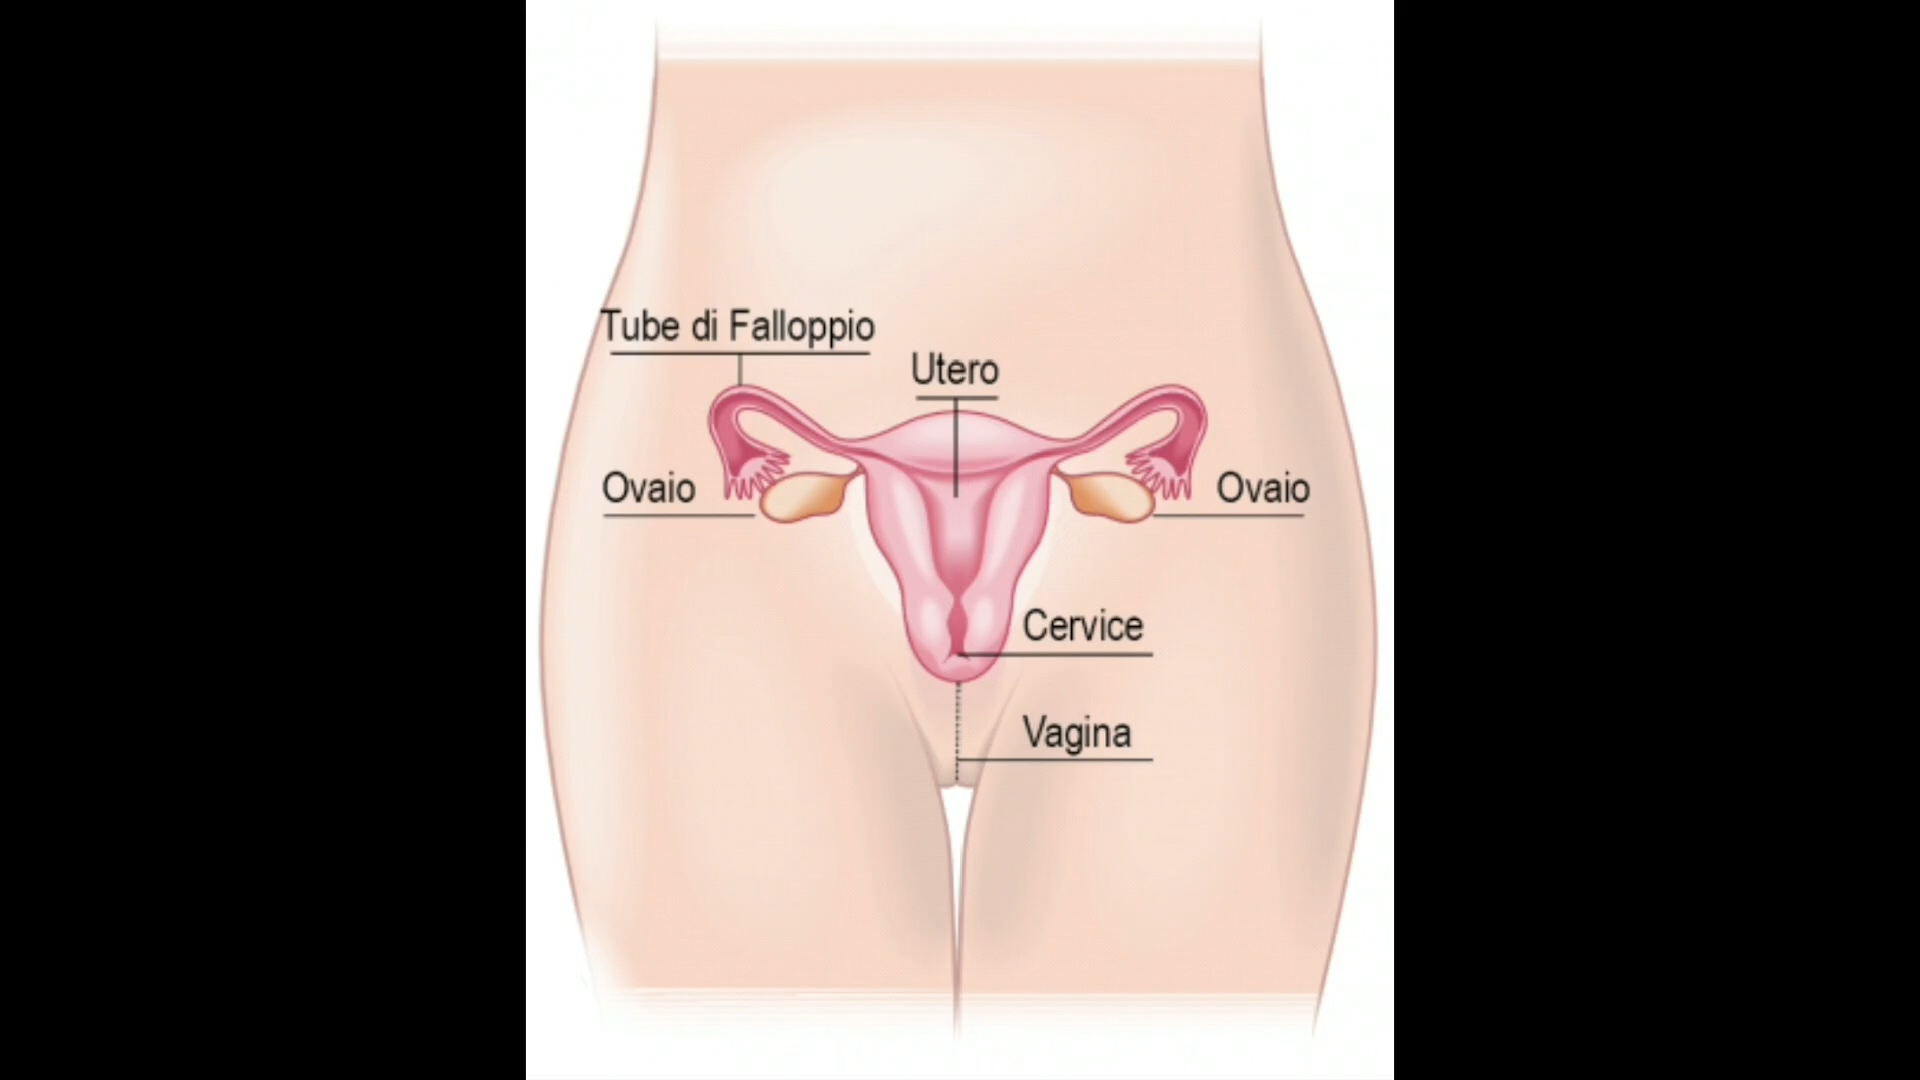 Tube di Falloppio
Utero
Ovaio
Ovaio
Cervice
Vagina